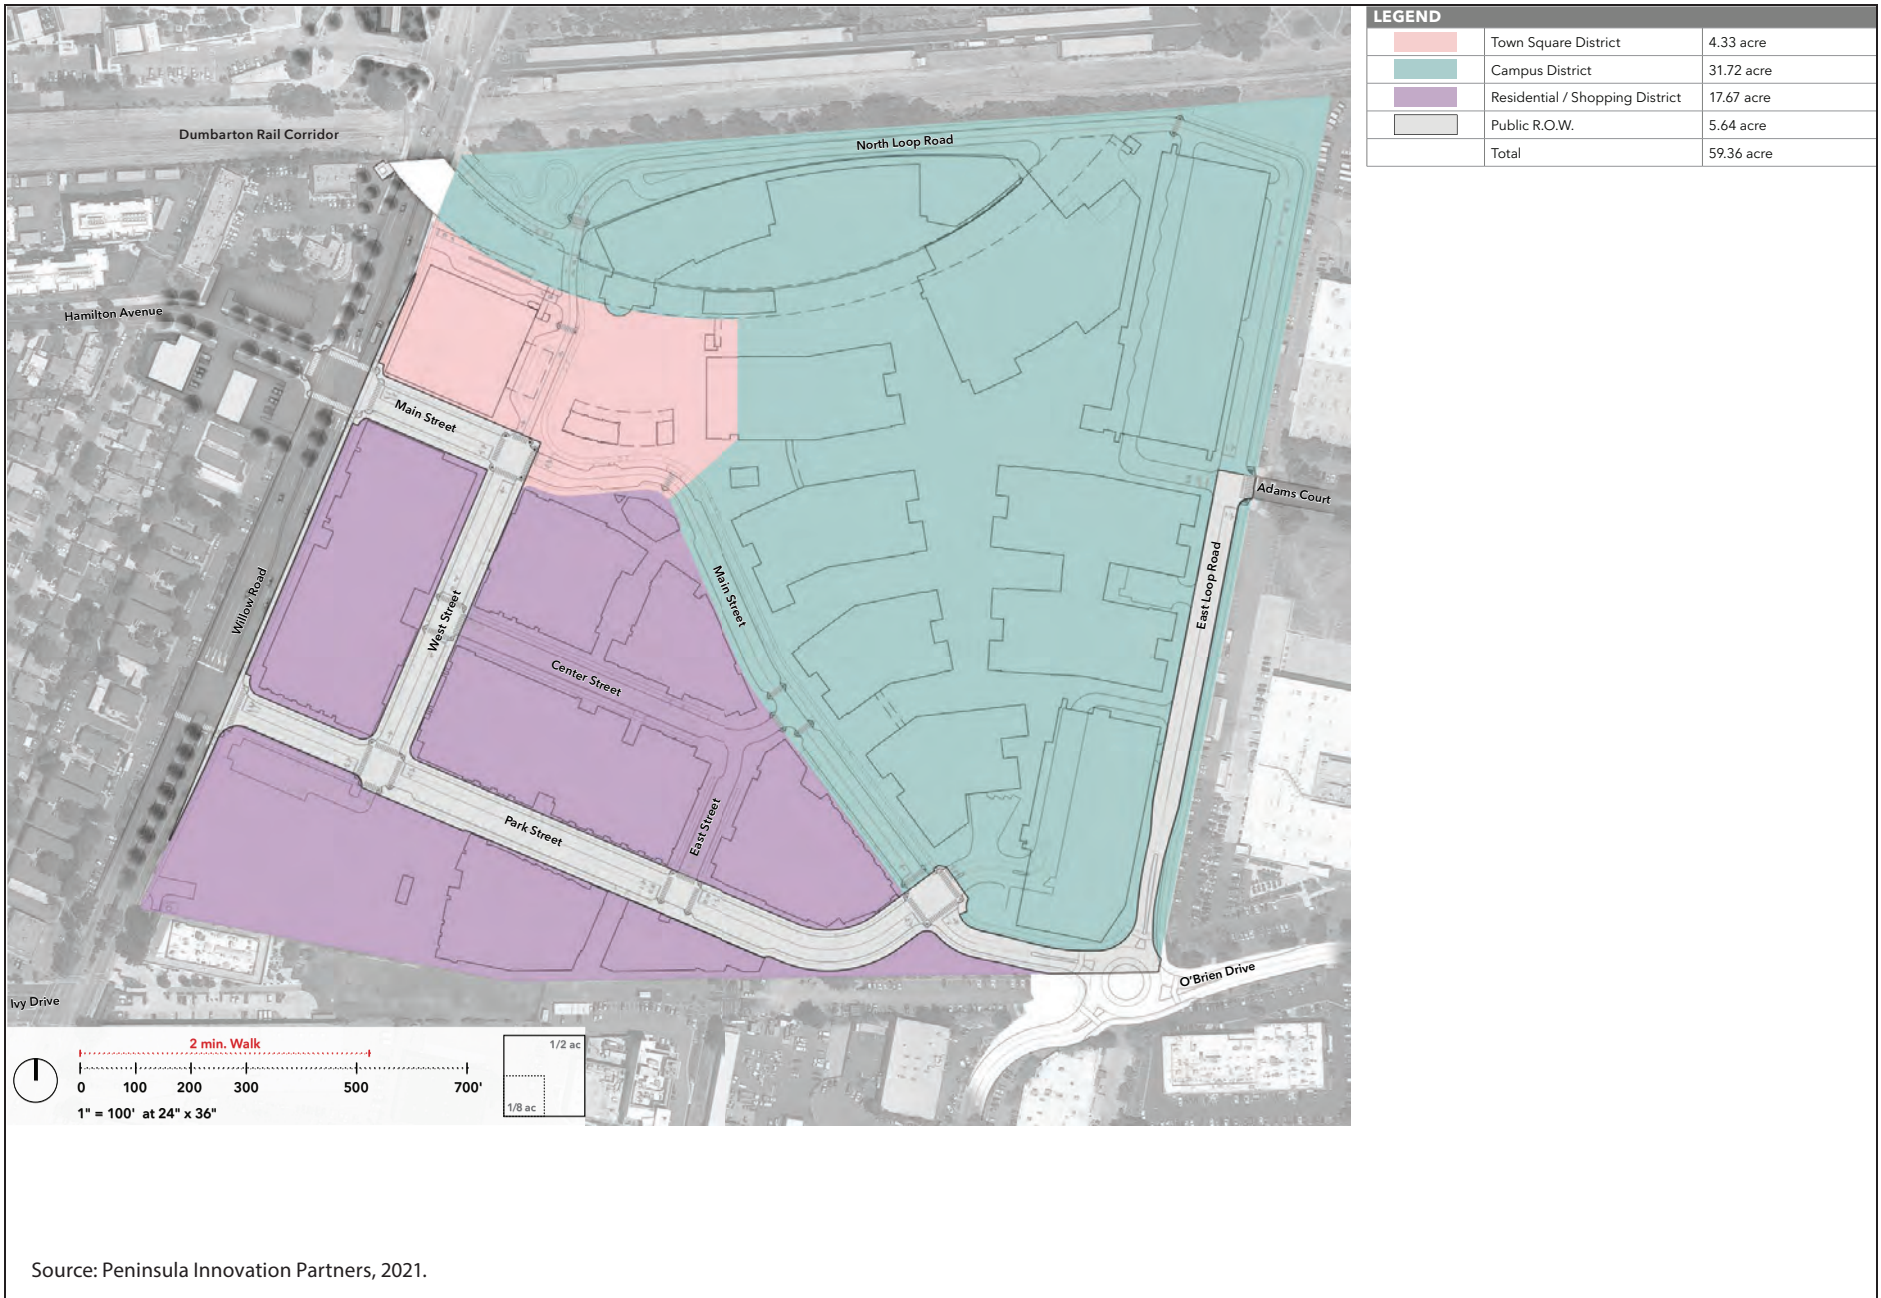 LEGEND
Town Square District 4.33 acre
Campus District 31.72 acre
Residential / Shopping District 17.67 acre
Public R.O.W. 5.64 acre
Total 59.36 acre
Dumbarton Rail Corridor
North Loop Road
Hamilton Avenue
Main Street
Adams Court
Willow Road
West Street
Main Street
East Loop Road
Center Street
Park Street
East Street
O'Brien Drive
Ivy Drive
2 min. Walk
0 100 200 300 500 700'
1" = 100' at 24" x 36"
1/2 ac
1/8 ac
Source: Peninsula Innovation Partners, 2021.